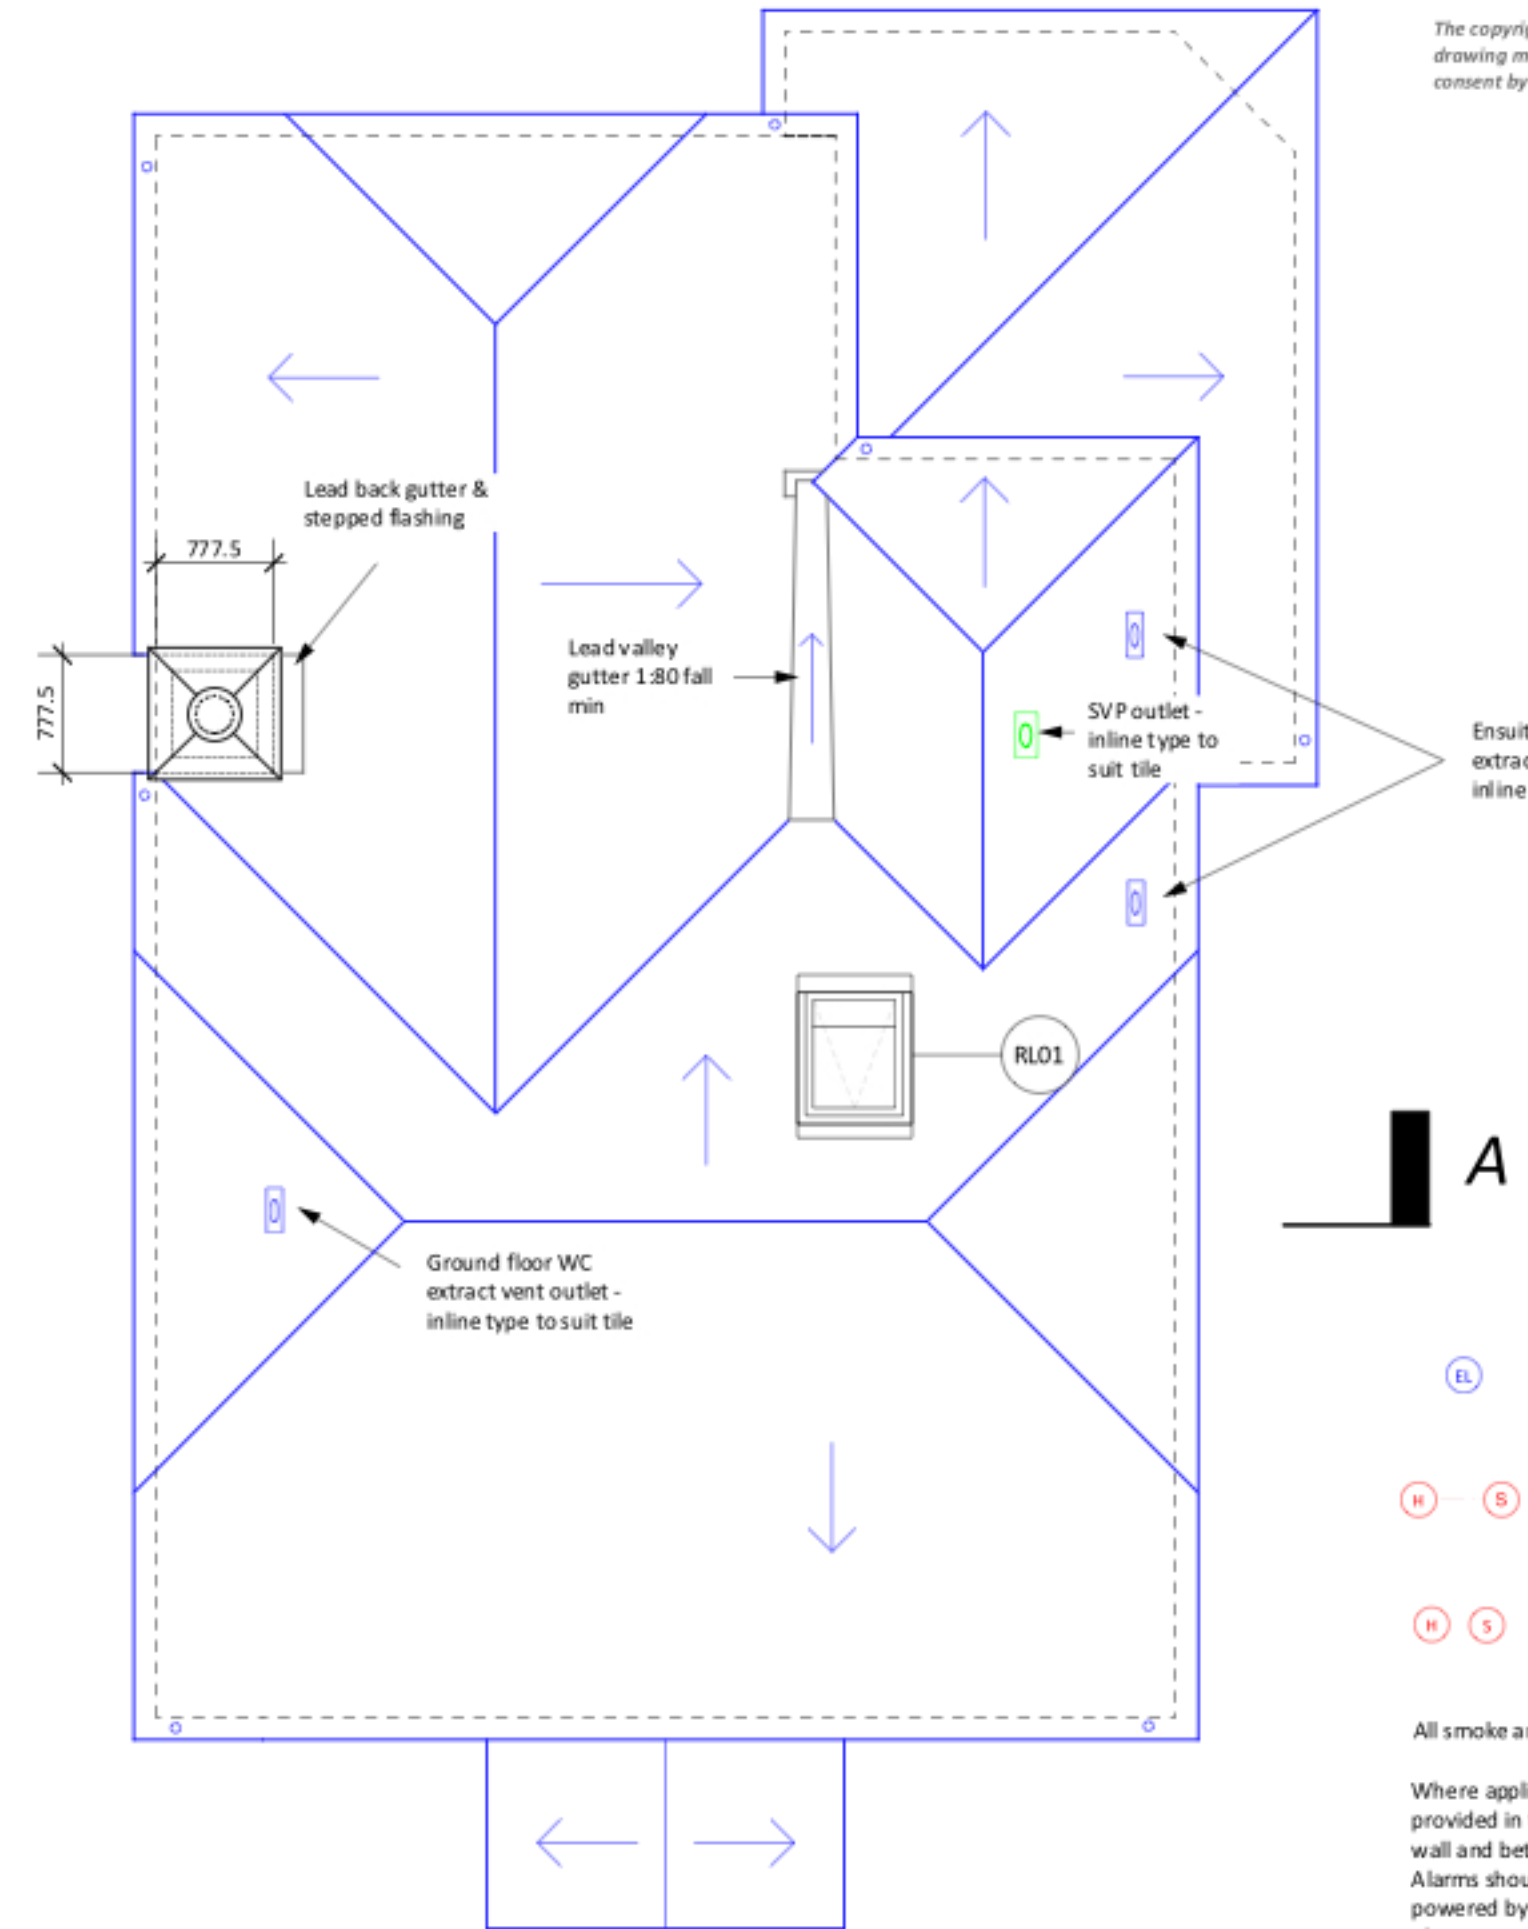 The copyrig
drawing m
consent by
Lead back gutter &
stepped flashing
777.5
777.5
Lead valley
gutter 1:80 fall
min
SVP outlet -
inline type to
suit tile
Ensuit
extrac
inline
RL01
A
Ground floor WC
extract vent outlet -
inline type to suit tile
EL
H
S
H
S
All smoke a
Where appli
provided in
wall and bet
Alarms shou
powered by